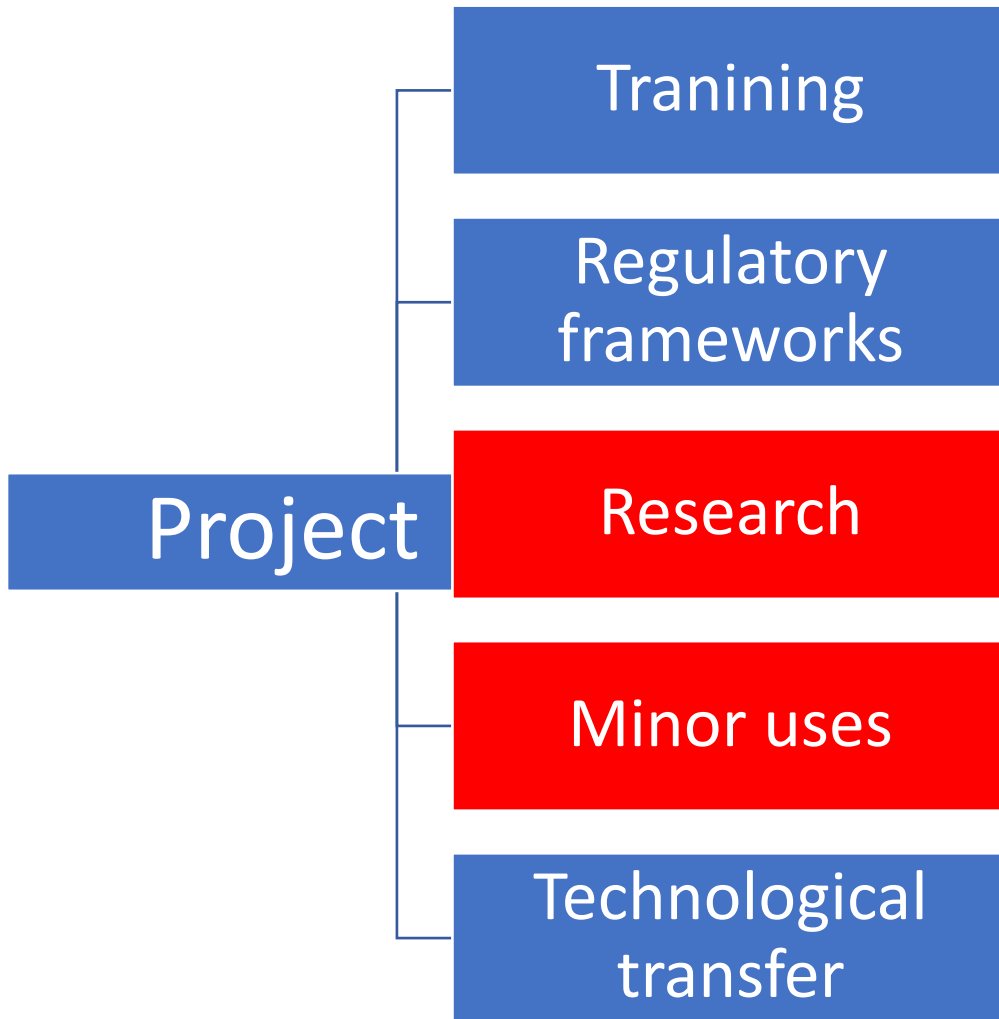 Tranining
Regulatory
frameworks
Research
Project
Minor uses
Technological
transfer